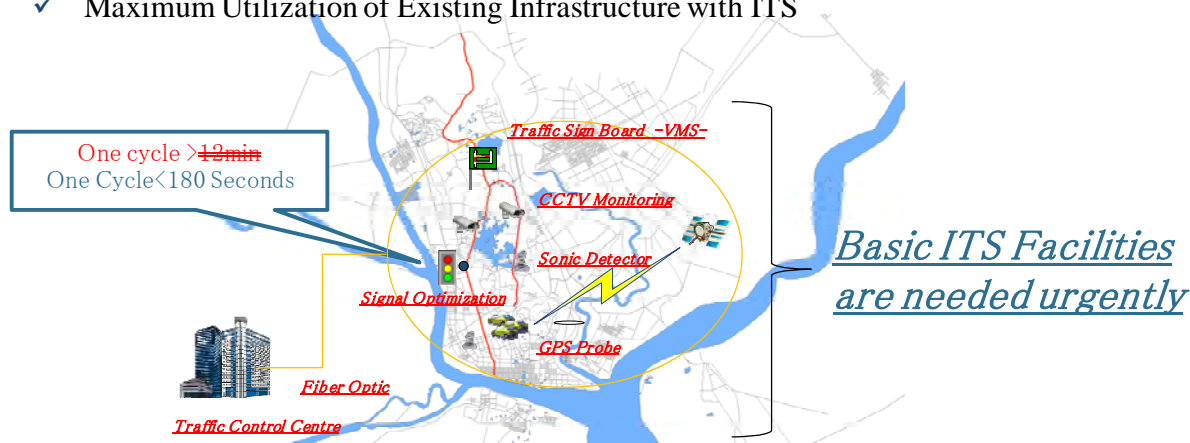 ✓ Maximum Utilization of Existing Infrastructure with ITS
Traffic Sign Board -VMS-
One cycle >12min
One Cycle<180 Seconds
CCTV Monitoring
Basic ITS Facilities
are needed urgently
Sonic Detector
Signal Optimization
GPS Probe
Fiber Optic
Traffic Control Centre